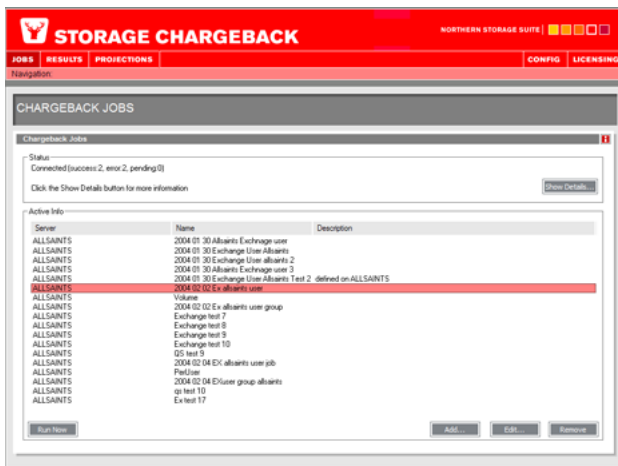 STORAGE CHARGEBACK
NORTHERN STORAGE SUITE
JOBS RESULTS PROJECTIONS CONFIG LICENSING
Navigation:
CHARGEBACK JOBS
Chargeback Jobs
Status
Connected (success:2, error:2, pending:0)
Click the Show Details button for more information
Show Details...
Active Info
Server Name Description
ALLSAINTS 2004 01 30 Allsaints Exchnage user
ALLSAINTS 2004 01 30 Exchange User Allsaints
ALLSAINTS 2004 01 30 Exchange User allsaints 2
ALLSAINTS 2004 01 30 Allsaints Exchnage user 3
ALLSAINTS 2004 01 30 Exchange User Allsaints Test 2 defined on ALLSAINTS
ALLSAINTS 2004 02 02 Ex allsaints user
ALLSAINTS Volume
ALLSAINTS 2004 02 02 Ex allsaints user group
ALLSAINTS Exchange test 7
ALLSAINTS Exchange test 8
ALLSAINTS Exchange test 9
ALLSAINTS Exchange test 10
ALLSAINTS QS test 9
ALLSAINTS 2004 02 04 EX allsaints user job
ALLSAINTS PerUser
ALLSAINTS 2004 02 04 EXuser group allsaints
ALLSAINTS qs test 10
ALLSAINTS Ex test 17
Run Now Add... Edit... Remove